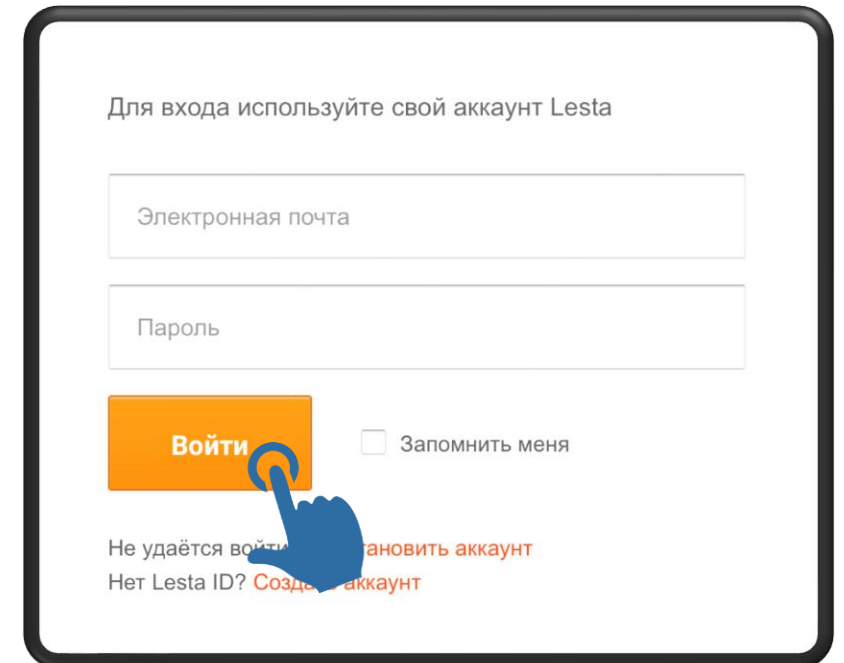 Для входа используйте свой аккаунт Lesta
Электронная почта
Пароль
Войти
Запомнить меня
Не удаётся войти аккаунт
Нет Lesta ID? аккаунт